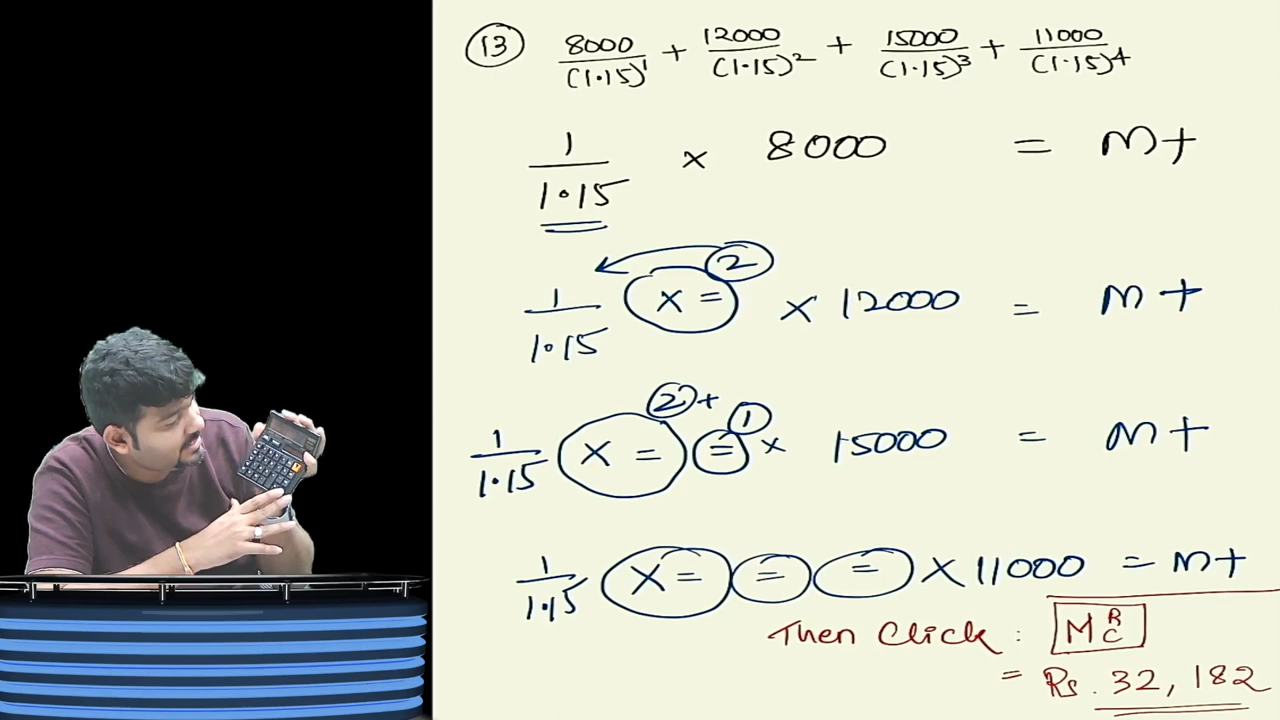 13 8000/(1.15)¹ + 12000/(1.15)² + 15000/(1.15)³ + 11000/(1.15)⁴
1/1.15 × 8000 = m+
2
1/1.15 × = × 12000 = m+
2 + 1
1/1.15 × = = × 15000 = m+
1/1.15 × = = = × 11000 = m+
Then Click : MRC
= Rs. 32,182